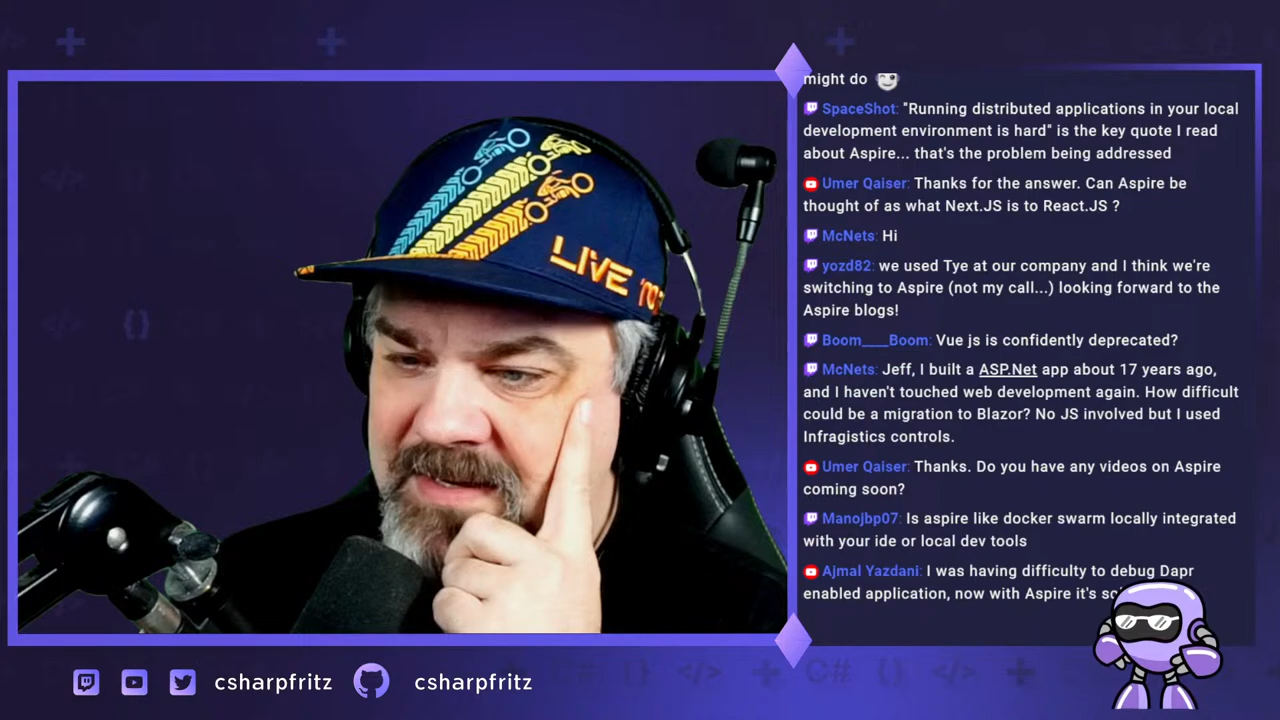 LIVE TO
might do
SpaceShot: "Running distributed applications in your local
development environment is hard" is the key quote I read
about Aspire... that's the problem being addressed
Umer Qaiser: Thanks for the answer. Can Aspire be
thought of as what Next.JS is to React.JS ?
McNets: Hi
yozd82: we used Tye at our company and I think we're
switching to Aspire (not my call...) looking forward to the
Aspire blogs!
Boom____Boom: Vue js is confidently deprecated?
McNets: Jeff, I built a ASP.Net app about 17 years ago,
and I haven't touched web development again. How difficult
could be a migration to Blazor? No JS involved but I used
Infragistics controls.
Umer Qaiser: Thanks. Do you have any videos on Aspire
coming soon?
Manojbp07: Is aspire like docker swarm locally integrated
with your ide or local dev tools
Ajmal Yazdani: I was having difficulty to debug Dapr
enabled application, now with Aspire it's
csharpfritz csharpfritz